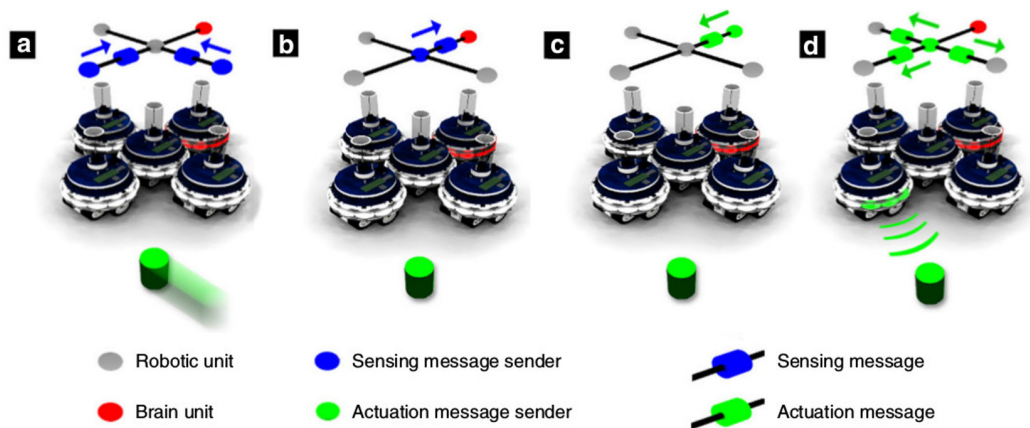 a
b
c
d
Robotic unit
Sensing message sender
Sensing message
Brain unit
Actuation message sender
Actuation message